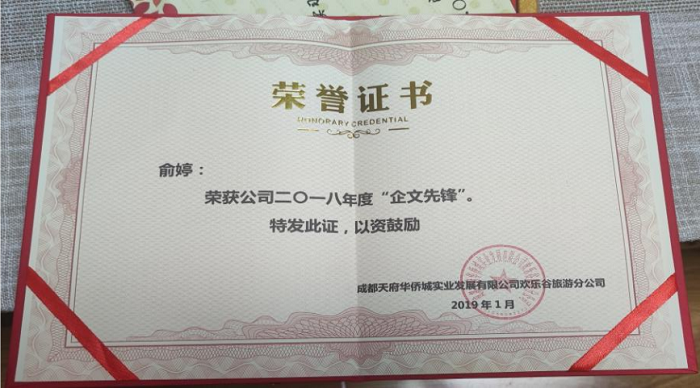 荣誉证书
HONORARY CREDENTIAL
俞婷：
荣获公司二〇一八年度“企文先锋”。
特发此证，以资鼓励
成都天府华侨城实业发展有限公司欢乐谷旅游分公司
2019年1月